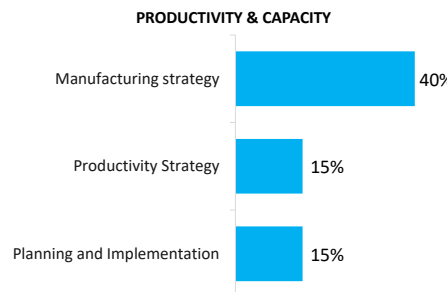 PRODUCTIVITY & CAPACITY
Manufacturing strategy
40%
Productivity Strategy
15%
Planning and Implementation
15%